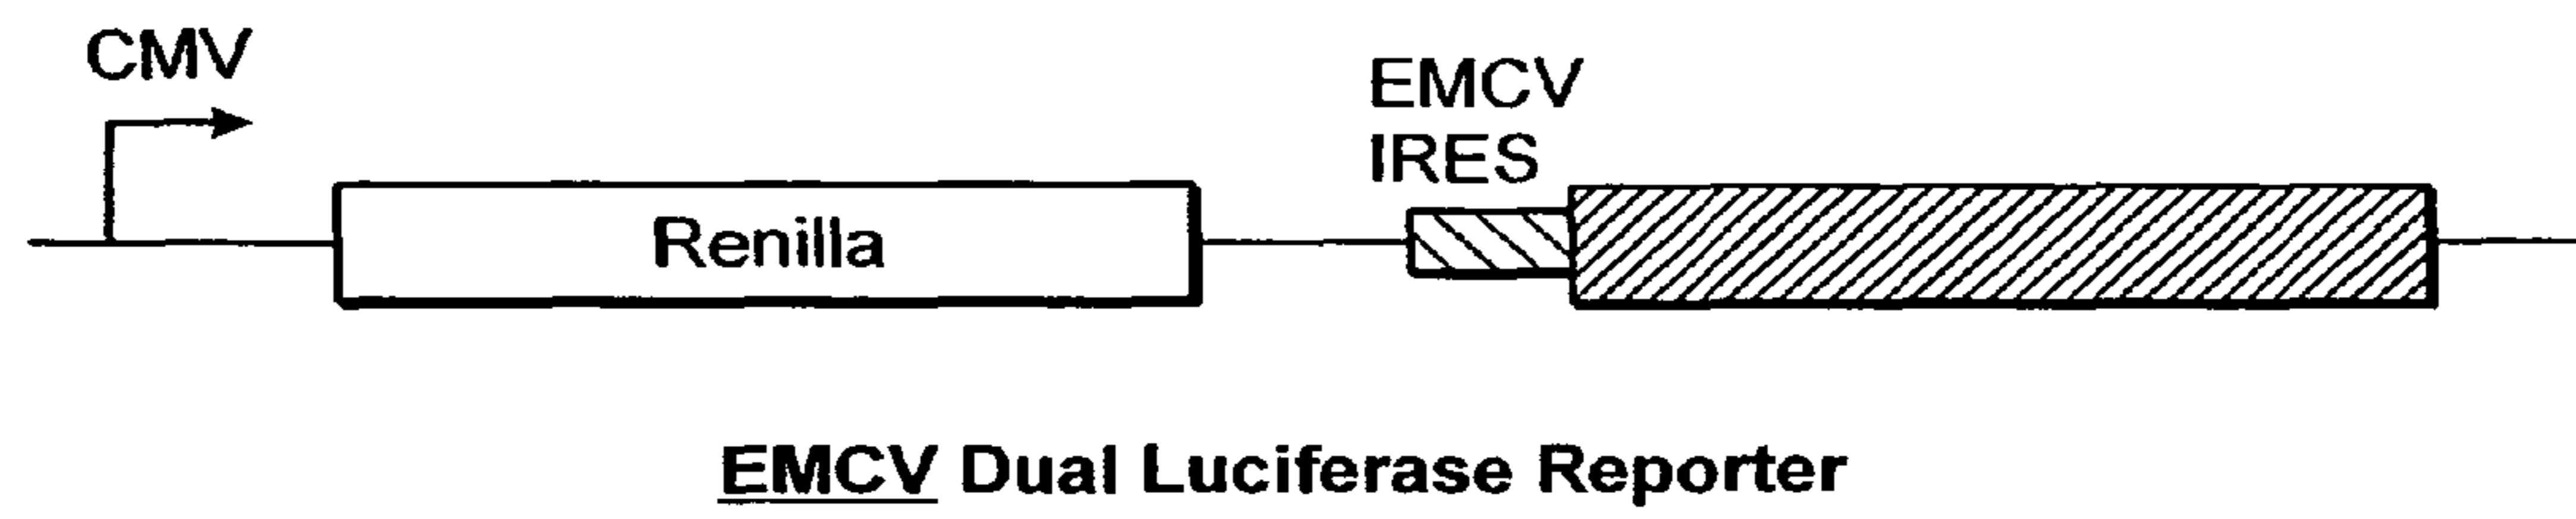 CMV
EMCV
IRES
Renilla
EMCV Dual Luciferase Reporter